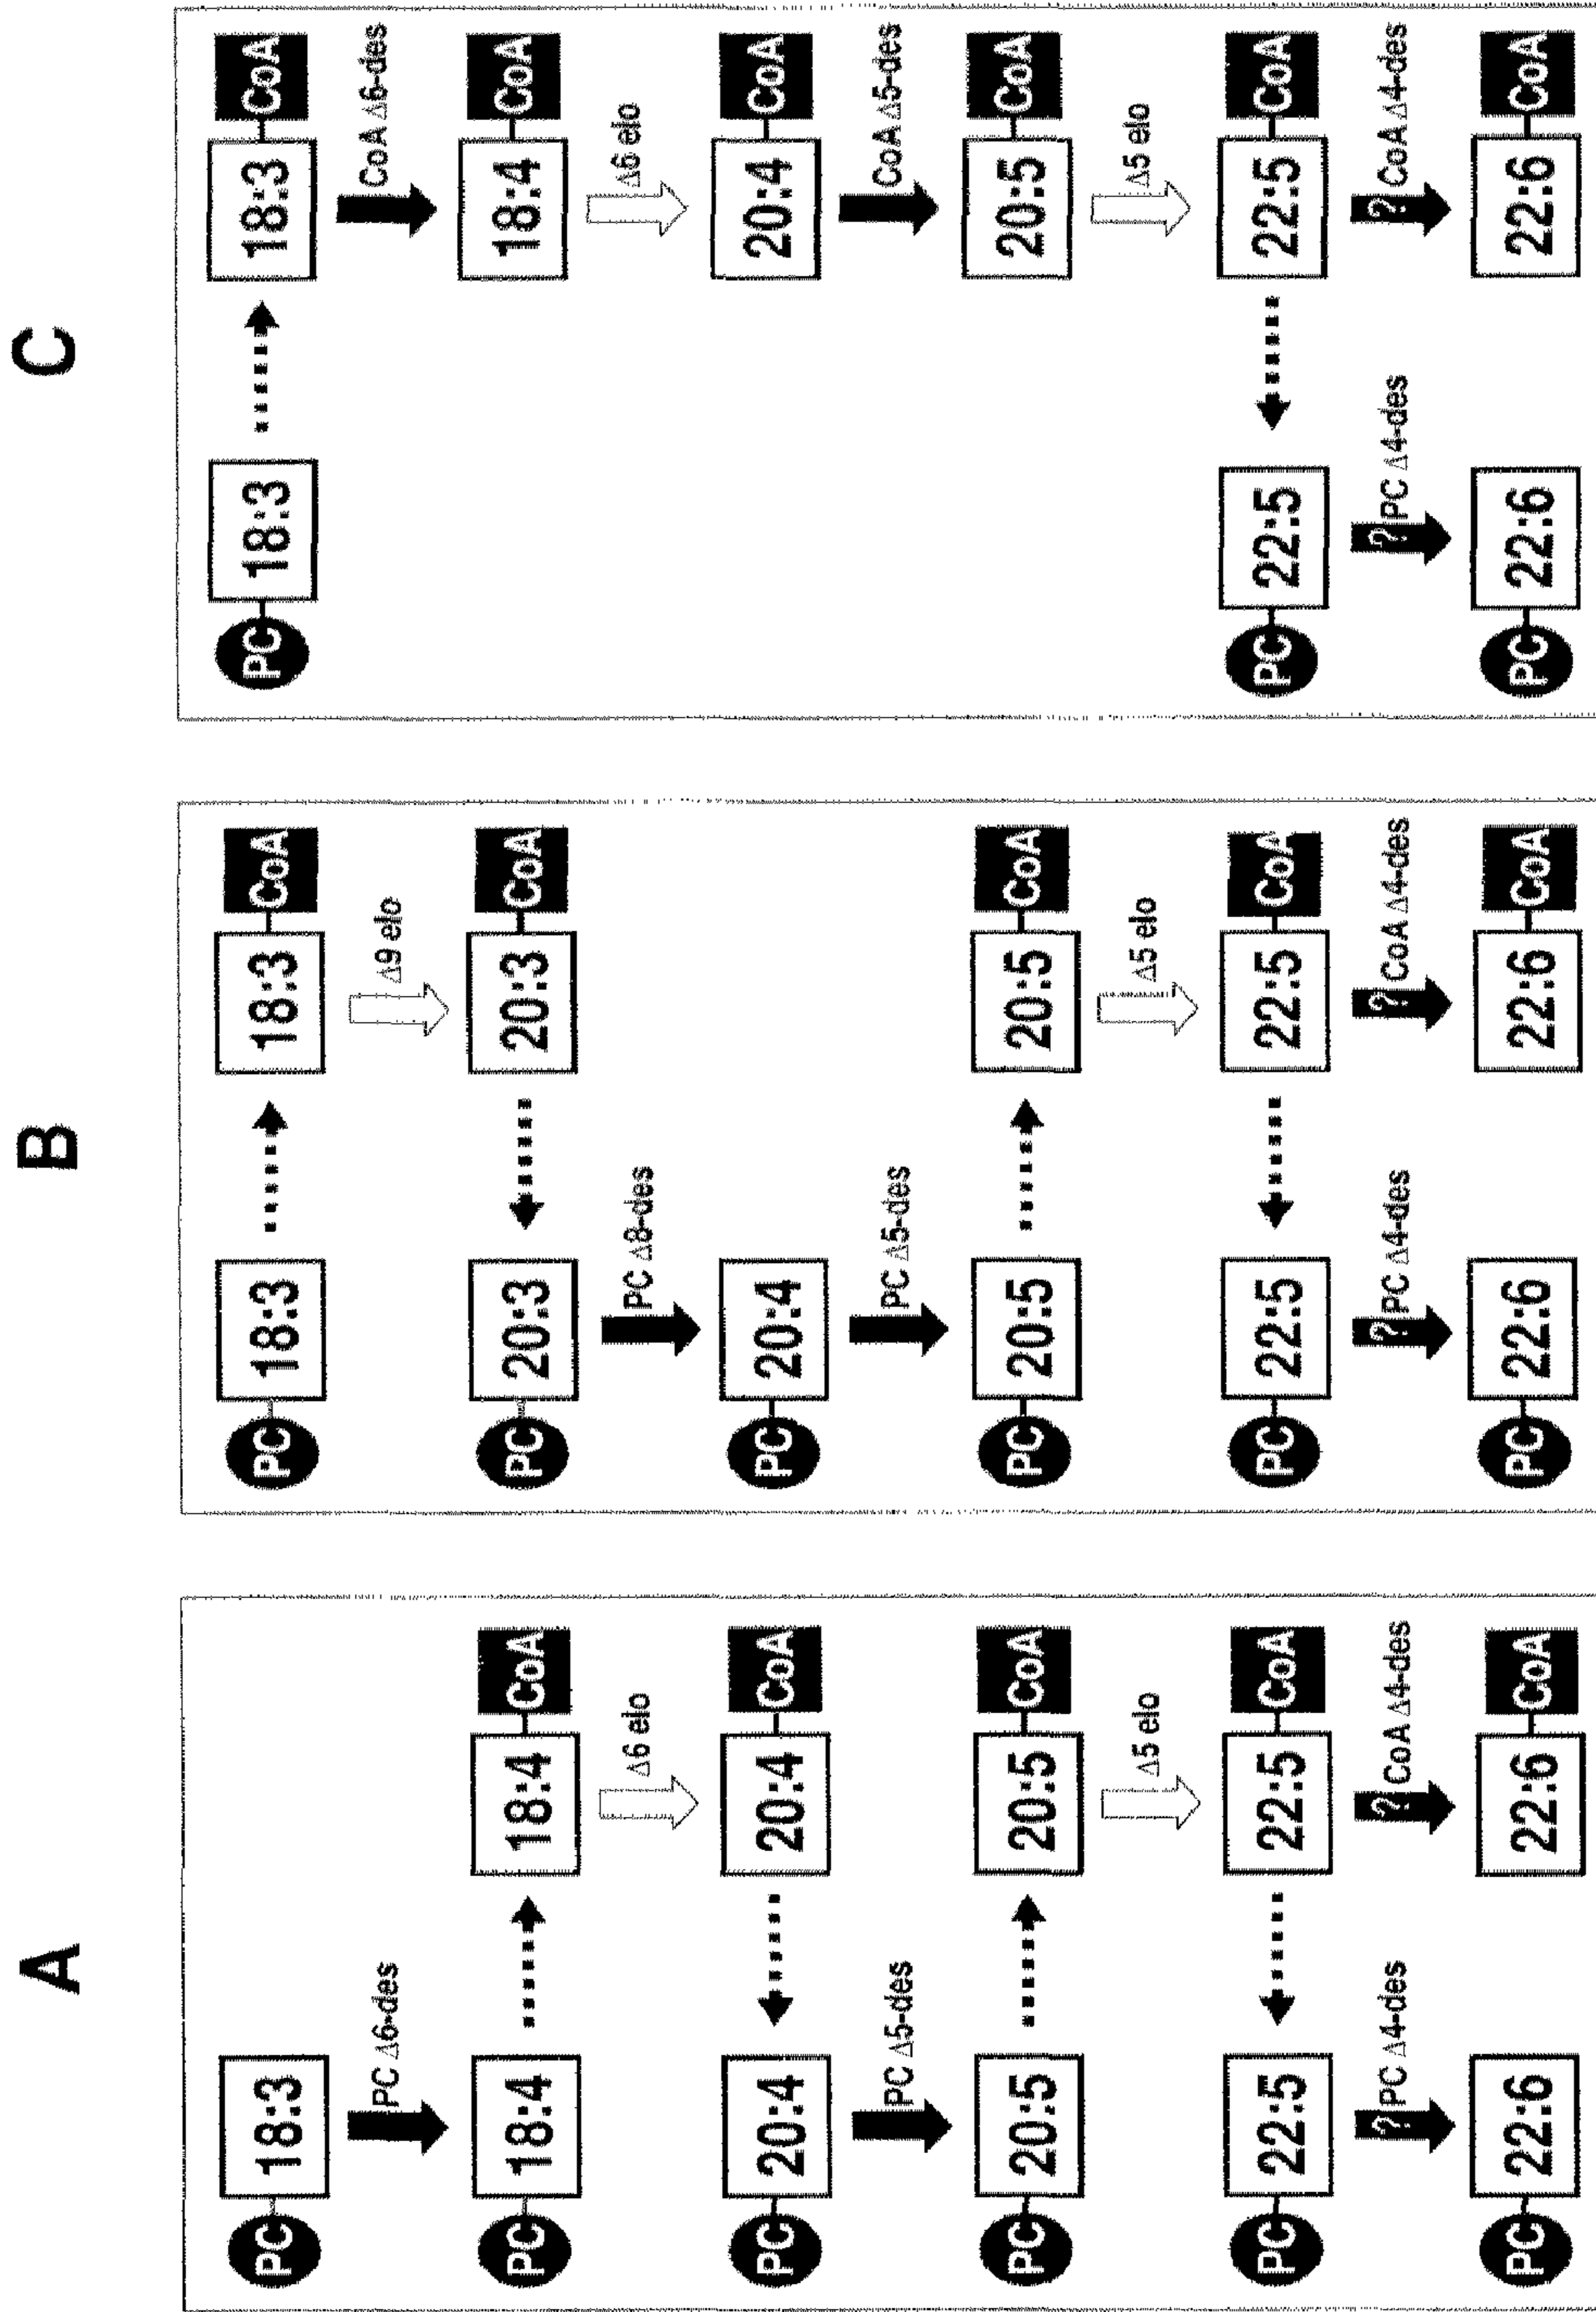 A
PC 18:3
PC Δ6-des
PC 18:4 18:4 CoA
Δ6 elo
PC 20:4 20:4 CoA
PC Δ5-des
PC 20:5 20:5 CoA
Δ5 elo
PC 22:5 22:5 CoA
? PC Δ4-des ? CoA Δ4-des
PC 22:6 22:6 CoA
B
PC 18:3 18:3 CoA
Δ9 elo
PC 20:3 20:3 CoA
PC Δ8-des
PC 20:4
PC Δ5-des
PC 20:5 20:5 CoA
Δ5 elo
PC 22:5 22:5 CoA
? PC Δ4-des ? CoA Δ4-des
PC 22:6 22:6 CoA
C
PC 18:3 18:3 CoA
CoA Δ6-des
18:4 CoA
Δ6 elo
20:4 CoA
CoA Δ5-des
20:5 CoA
Δ5 elo
PC 22:5 22:5 CoA
? PC Δ4-des ? CoA Δ4-des
PC 22:6 22:6 CoA